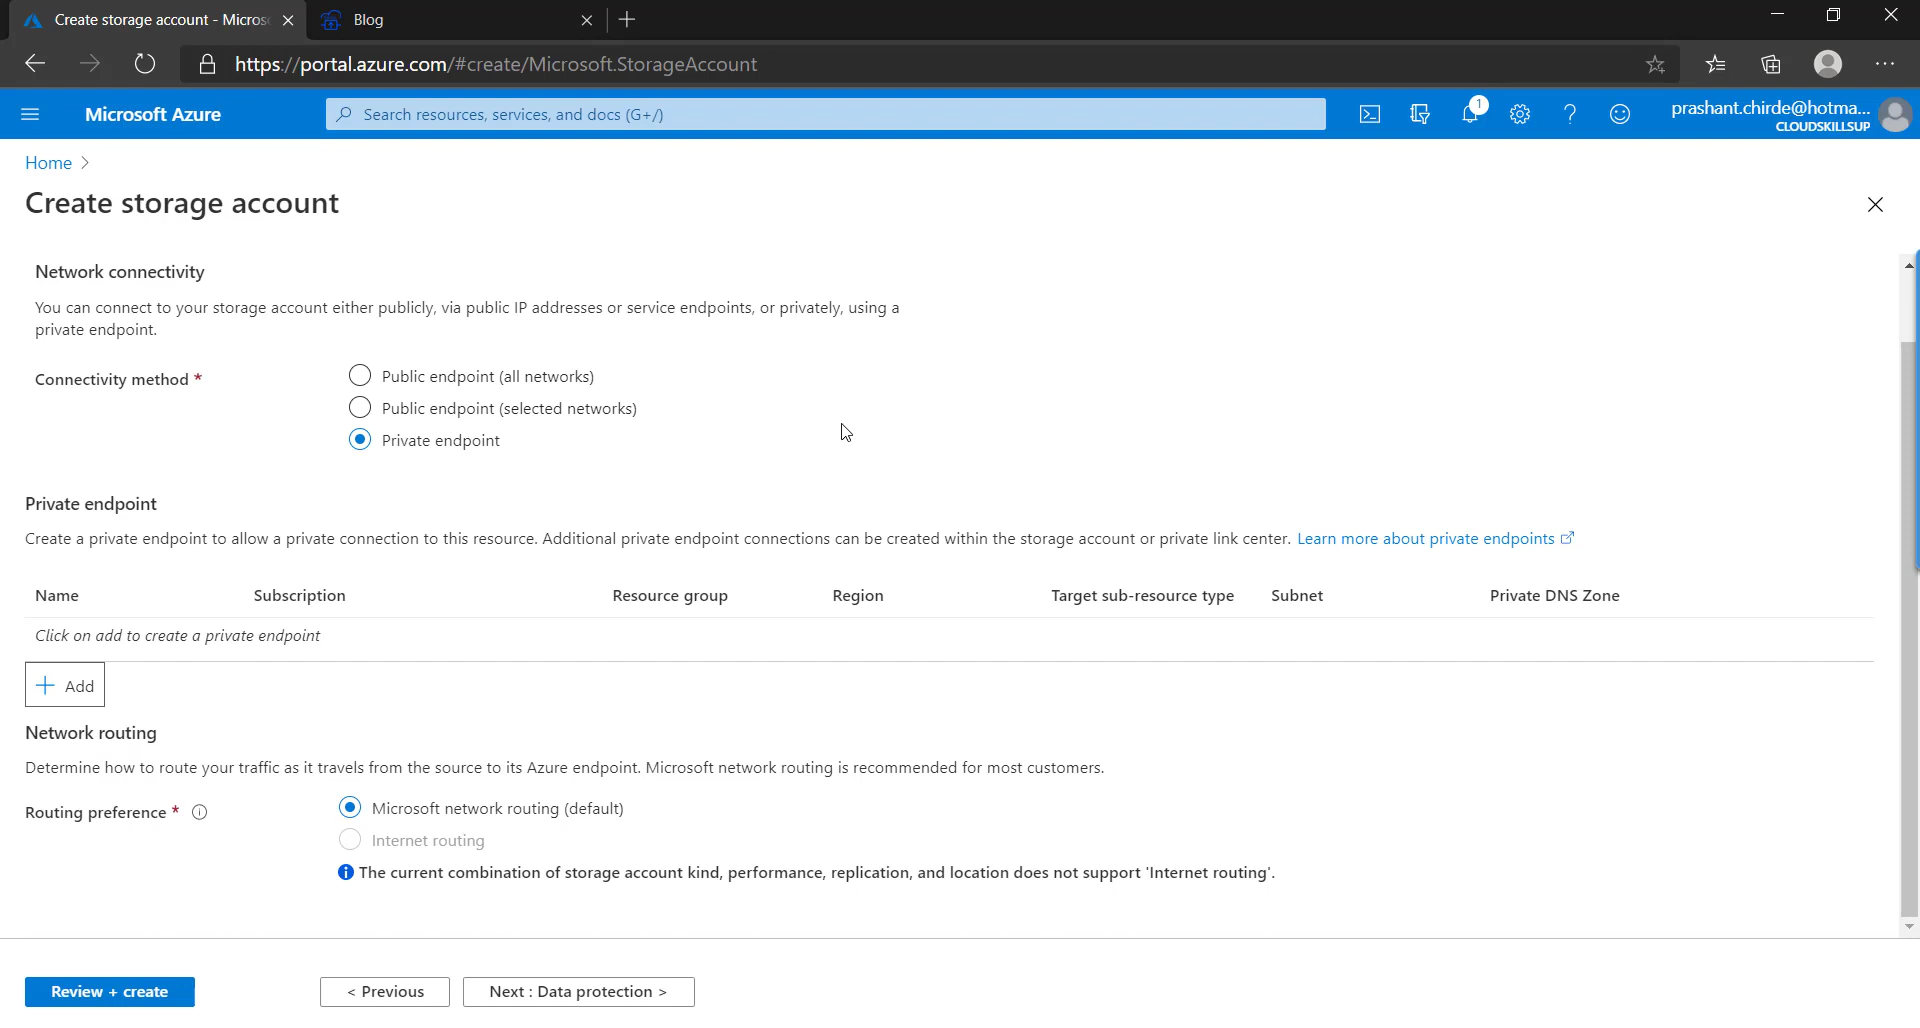 Create storage account - Micros
Blog
https://portal.azure.com/#create/Microsoft.StorageAccount
Microsoft Azure
Search resources, services, and docs (G+/)
1
prashant.chirde@hotma...
CLOUDSKILLSUP
Home >
Create storage account
Network connectivity
You can connect to your storage account either publicly, via public IP addresses or service endpoints, or privately, using a
private endpoint.
Connectivity method *
Public endpoint (all networks)
Public endpoint (selected networks)
Private endpoint
Private endpoint
Create a private endpoint to allow a private connection to this resource. Additional private endpoint connections can be created within the storage account or private link center. Learn more about private endpoints
Name Subscription Resource group Region Target sub-resource type Subnet Private DNS Zone
Click on add to create a private endpoint
+ Add
Network routing
Determine how to route your traffic as it travels from the source to its Azure endpoint. Microsoft network routing is recommended for most customers.
Routing preference *
Microsoft network routing (default)
Internet routing
The current combination of storage account kind, performance, replication, and location does not support 'Internet routing'.
Review + create
< Previous
Next : Data protection >